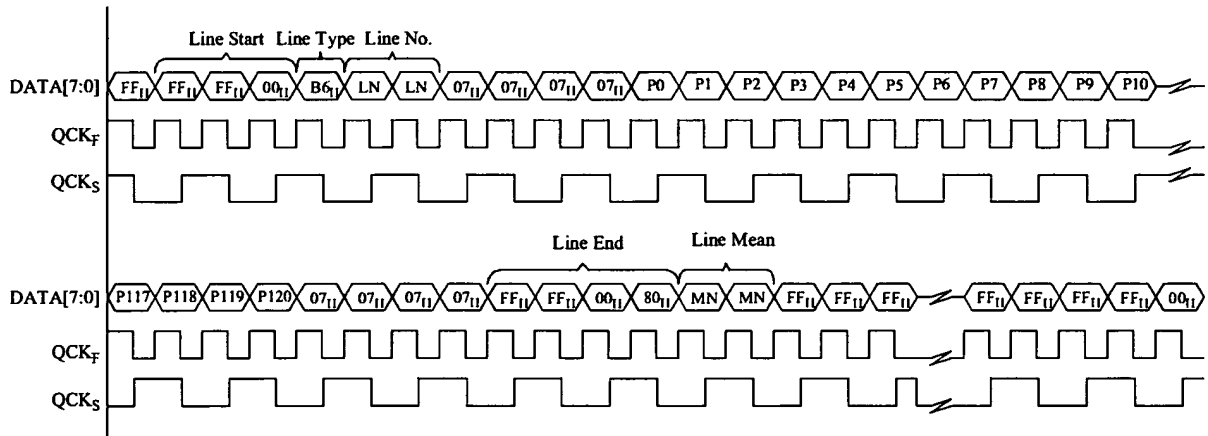 Line Start Line Type Line No.
DATA[7:0] FFH FFH FFH 00H B6H LN LN 07H 07H 07H 07H P0 P1 P2 P3 P4 P5 P6 P7 P8 P9 P10
QCKF
QCKS
Line End Line Mean
DATA[7:0] P117 P118 P119 P120 07H 07H 07H 07H FFH FFH 00H 80H MN MN FFH FFH FFH FFH FFH FFH FFH 00H
QCKF
QCKS